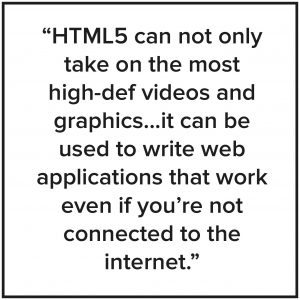 “HTML5 can not only
take on the most
high-def videos and
graphics...it can be
used to write web
applications that work
even if you’re not
connected to the
internet.”